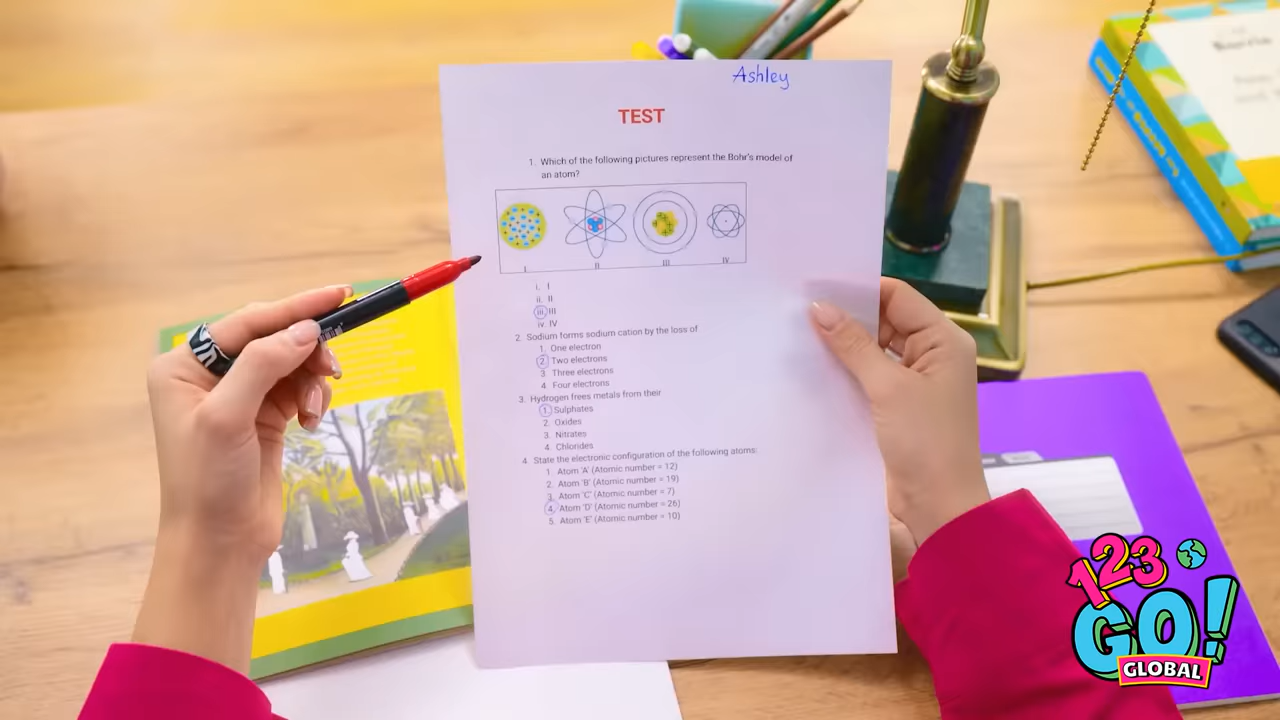 Ashley
TEST
1. Which of the following pictures represent the Bohr's model of
an atom?
I II III IV
i. I
ii. II
iii. III
iv. IV
2. Sodium forms sodium cation by the loss of
1. One electron
2. Two electrons
3. Three electrons
4. Four electrons
3. Hydrogen frees metals from their
1. Sulphates
2. Oxides
3. Nitrates
4. Chlorides
4. State the electronic configuration of the following atoms:
1. Atom 'A' (Atomic number = 12)
2. Atom 'B' (Atomic number = 19)
3. Atom 'C' (Atomic number = 7)
4. Atom 'D' (Atomic number = 26)
5. Atom 'E' (Atomic number = 10)
123
GO!
GLOBAL